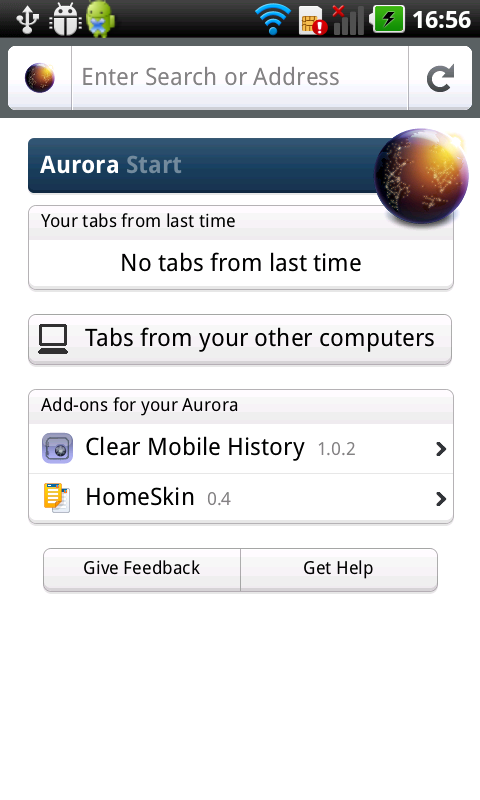 16:56
Enter Search or Address
Aurora Start
Your tabs from last time
No tabs from last time
Tabs from your other computers
Add-ons for your Aurora
Clear Mobile History 1.0.2
HomeSkin 0.4
Give Feedback
Get Help